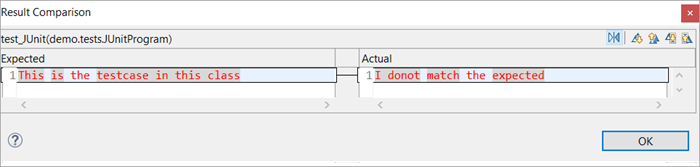 Result Comparison
test_JUnit(demo.tests.JUnitProgram)
Expected Actual
1 This is the testcase in this class 1 I donot match the expected
OK